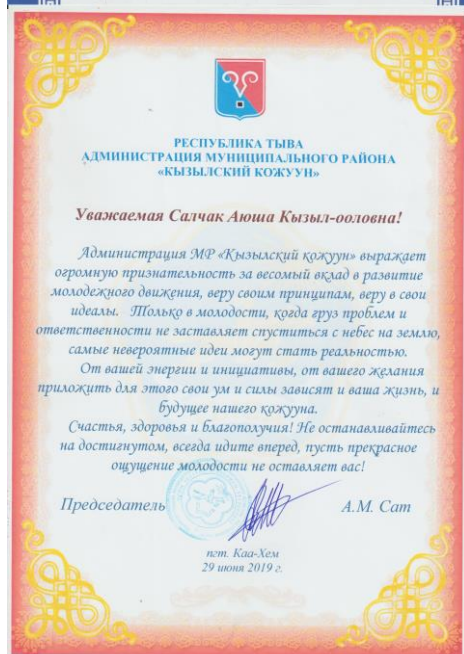 РЕСПУБЛИКА ТЫВА
АДМИНИСТРАЦИЯ МУНИЦИПАЛЬНОГО РАЙОНА
«КЫЗЫЛСКИЙ КОЖУУН»
Уважаемая Салчак Аюша Кызыл-ооловна!
Администрация МР «Кызылский кожуун» выражает
огромную признательность за весомый вклад в развитие
молодежного движения, веру своим принципам, веру в свои
идеалы. Только в молодости, когда груз проблем и
ответственности не заставляет спуститься с небес на землю,
самые невероятные идеи могут стать реальностью.
От вашей энергии и инициативы, от вашего желания
приложить для этого свои ум и силы зависят и ваша жизнь, и
будущее нашего кожууна.
Счастья, здоровья и благополучия! Не останавливайтесь
на достигнутом, всегда идите вперед, пусть прекрасное
ощущение молодости не оставляет вас!
Председатель А.М. Сат
пгт. Каа-Хем
29 июня 2019 г.